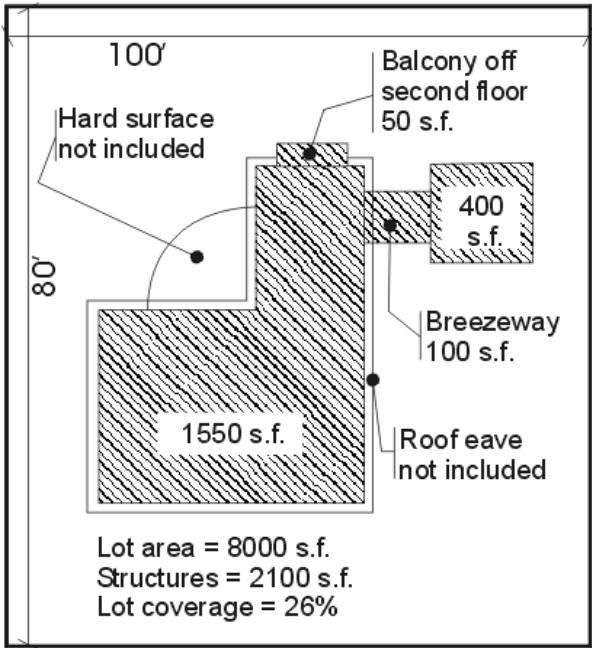 100'
Balcony off
second floor
50 s.f.
Hard surface
not included
400
s.f.
80'
Breezeway
100 s.f.
1550 s.f.
Roof eave
not included
Lot area = 8000 s.f.
Structures = 2100 s.f.
Lot coverage = 26%